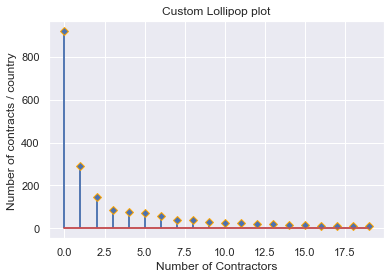 Custom Lollipop plot
Number of contracts / country
800
600
400
200
0
0.0 2.5 5.0 7.5 10.0 12.5 15.0 17.5
Number of Contractors